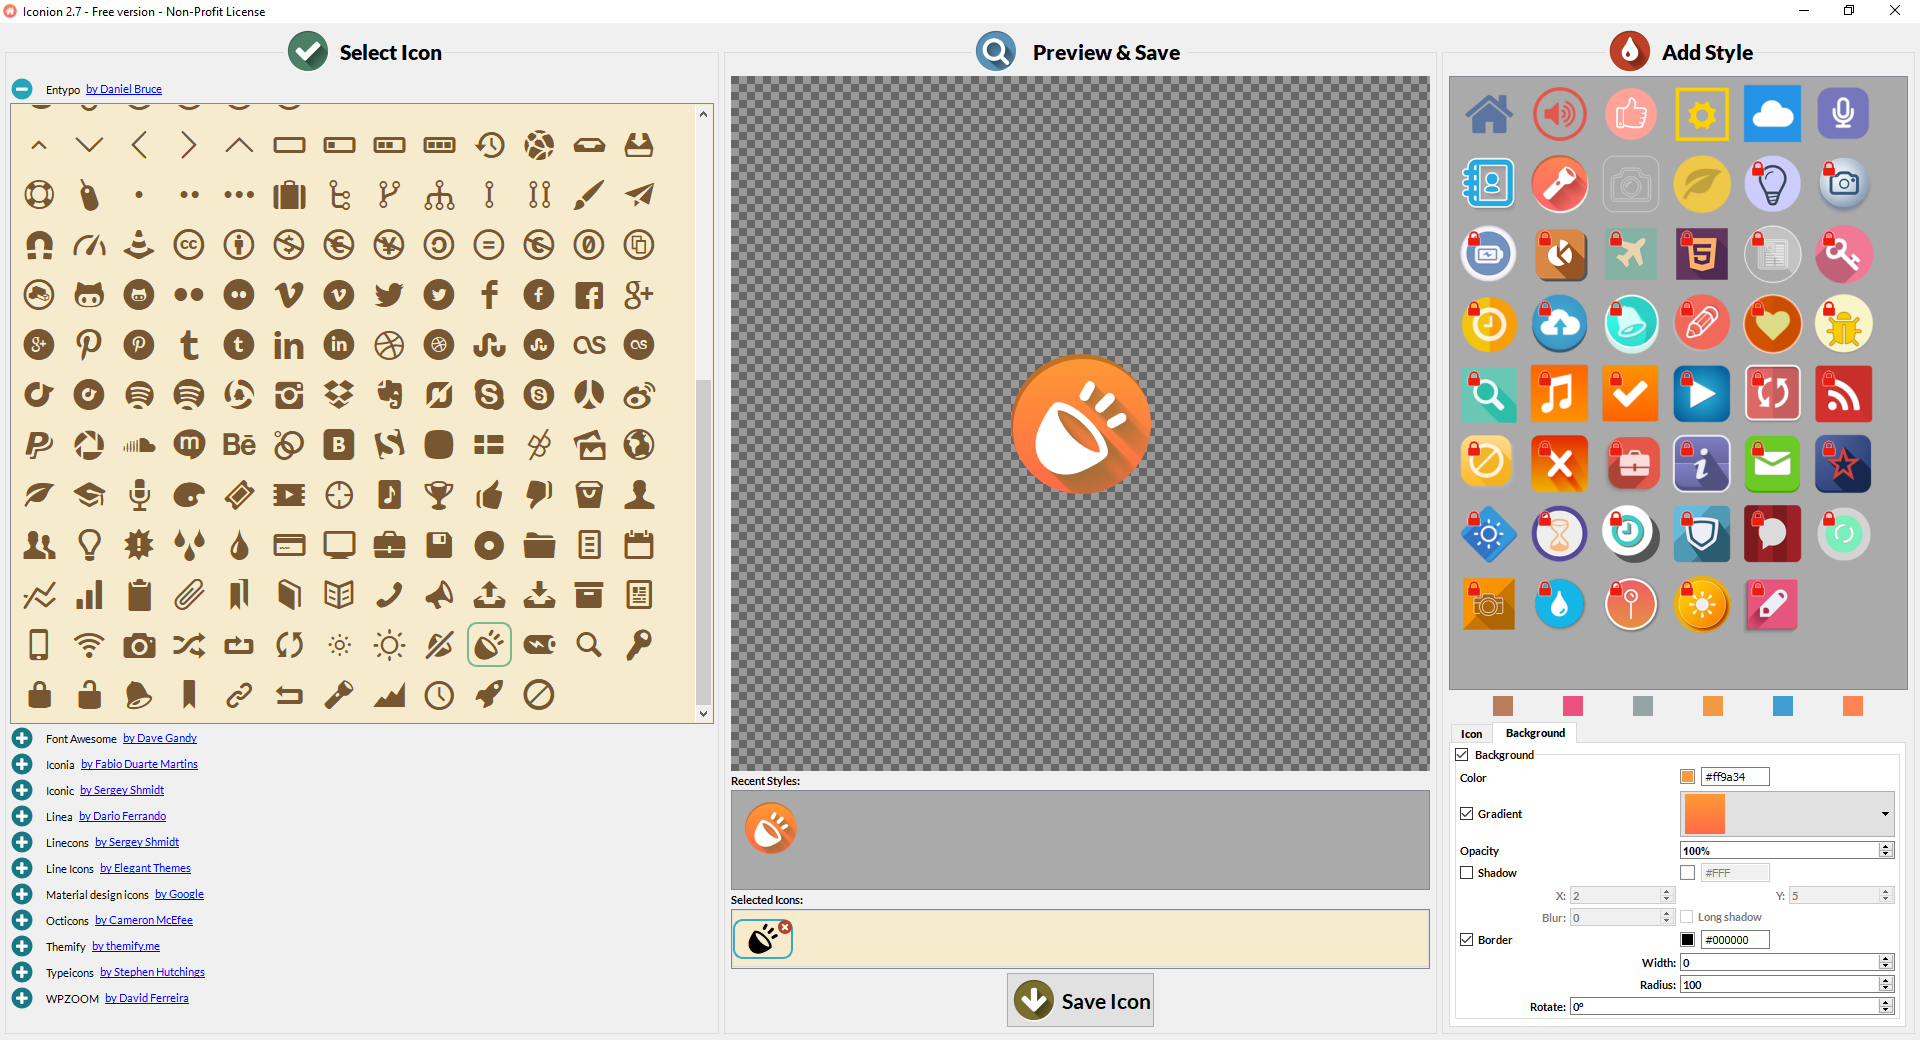 Iconion 2.7 - Free version - Non-Profit License
Select Icon
Entypo by Daniel Bruce
Font Awesome by Dave Gandy
Iconia by Fabio Duarte Martins
Iconic by Sergey Shmidt
Linea by Dario Ferrando
Linecons by Sergey Shmidt
Line Icons by Elegant Themes
Material design icons by Google
Octicons by Cameron McEfee
Themify by themify.me
Typeicons by Stephen Hutchings
WPZOOM by David Ferreira
Preview & Save
Recent Styles:
Selected Icons:
Save Icon
Add Style
Icon Background
Background
Color #ff9a34
Gradient
Opacity 100%
Shadow #FFF
X: 2 Y: 5
Blur: 0 Long shadow
Border #000000
Width: 0
Radius: 100
Rotate: 0°